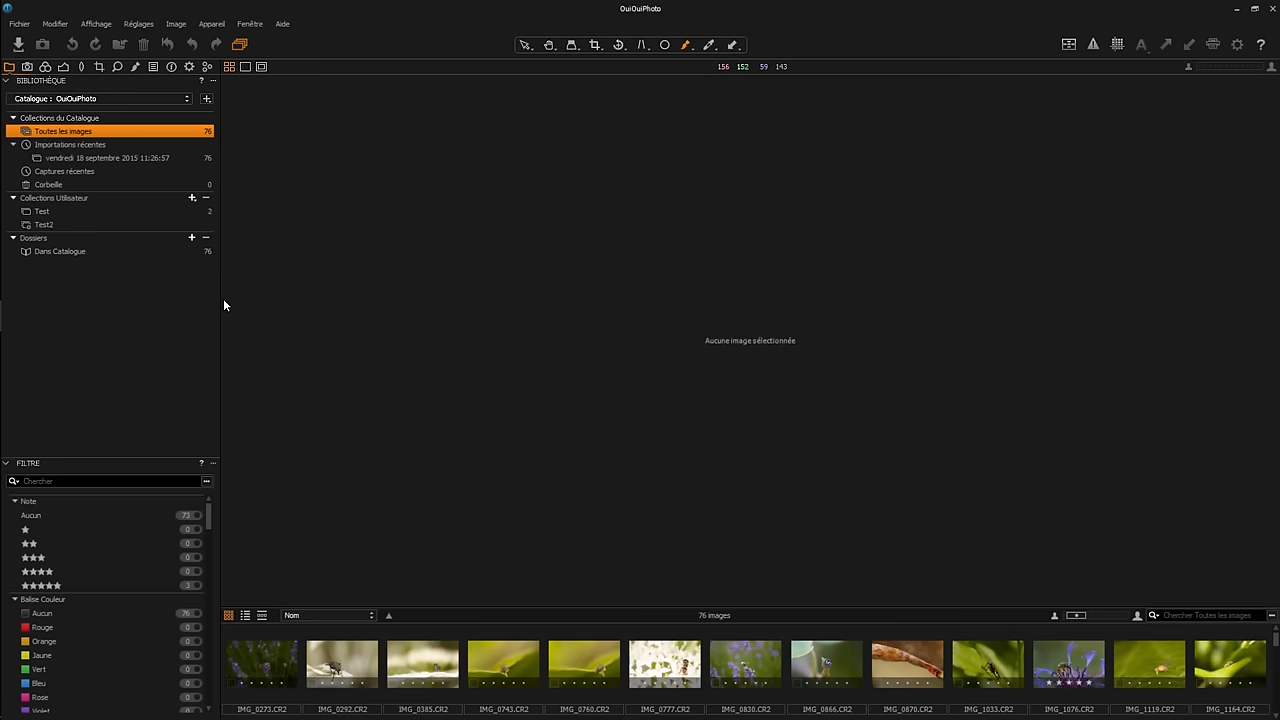 OuiOuiPhoto
Fichier Modifier Affichage Réglages Image Appareil Fenêtre Aide
156 152 59 143
BIBLIOTHÈQUE ?
Catalogue : OuiOuiPhoto
Collections du Catalogue
Toutes les images 76
Importations récentes
vendredi 18 septembre 2015 11:26:57 76
Captures récentes
Corbeille 0
Collections Utilisateur
Test 2
Test2
Dossiers
Dans Catalogue 76
Aucune image sélectionnée
FILTRE ?
Chercher
Note
Aucun 73
0
0
0
0
3
Balise Couleur
Aucun 76
Rouge 0
Orange 0
Jaune 0
Vert 0
Bleu 0
Rose 0
Violet 0
Nom 76 images Chercher Toutes les images
IMG_0273.CR2 IMG_0292.CR2 IMG_0385.CR2 IMG_0743.CR2 IMG_0760.CR2 IMG_0777.CR2 IMG_0830.CR2 IMG_0866.CR2 IMG_0870.CR2 IMG_1033.CR2 IMG_1076.CR2 IMG_1119.CR2 IMG_1164.CR2